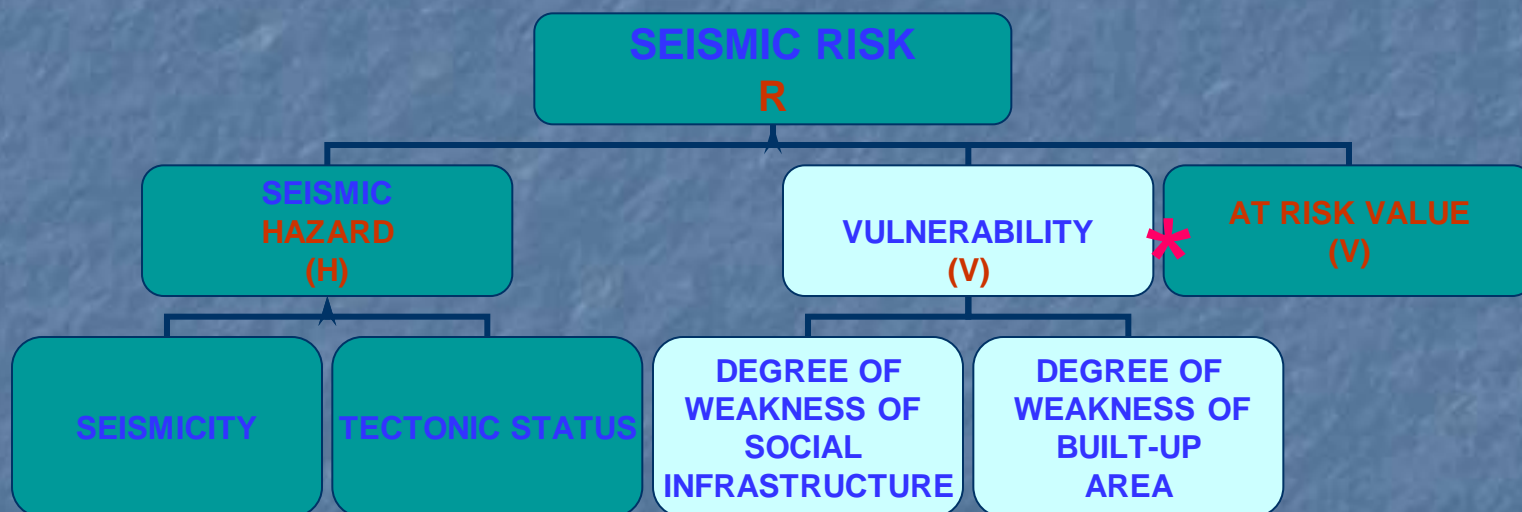 SEISMIC RISK
R
SEISMIC
HAZARD
(H)
VULNERABILITY
(V)
*
AT RISK VALUE
(V)
SEISMICITY
TECTONIC STATUS
DEGREE OF
WEAKNESS OF
SOCIAL
INFRASTRUCTURE
DEGREE OF
WEAKNESS OF
BUILT-UP
AREA